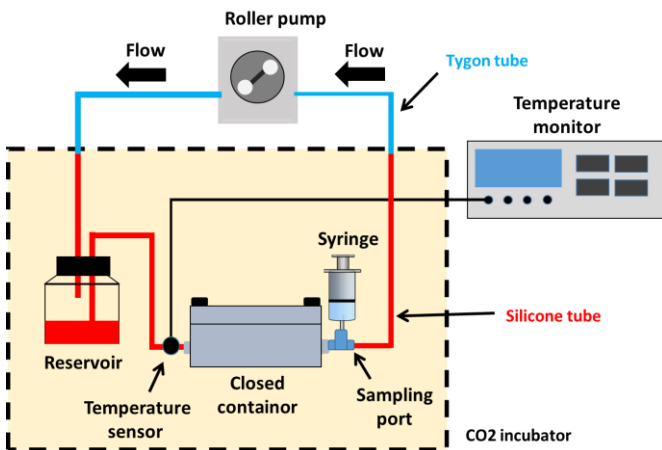 Roller pump
Flow
Flow
Tygon tube
Temperature
monitor
Syringe
Silicone tube
Reservoir
Closed
containor
Sampling
port
Temperature
sensor
CO2 incubator